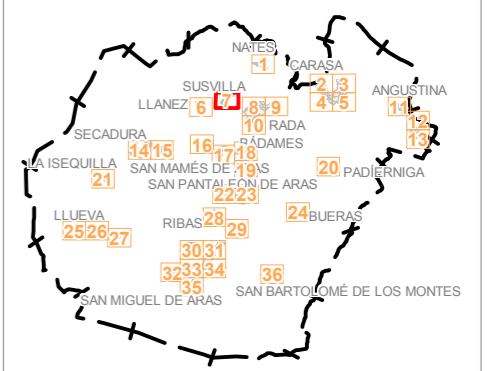 NATES
1
CARASA
2 3
SUSVILLA
ANGUSTINA
LLANEZ 6 7 8 9
4 5
11
10 RADA
12
SECADURA
13
16 BÁDAMES
14 15
17 18
LA ISEQUILLA
SAN MAMÉS DE ARAS
19
20 PADÍERNIGA
21
SAN PANTALEÓN DE ARAS
22 23
LLUEVA
RIBAS 28
24 BUERAS
25 26 27
29
30 31
32 33 34
36
35
SAN BARTOLOMÉ DE LOS MONTES
SAN MIGUEL DE ARAS